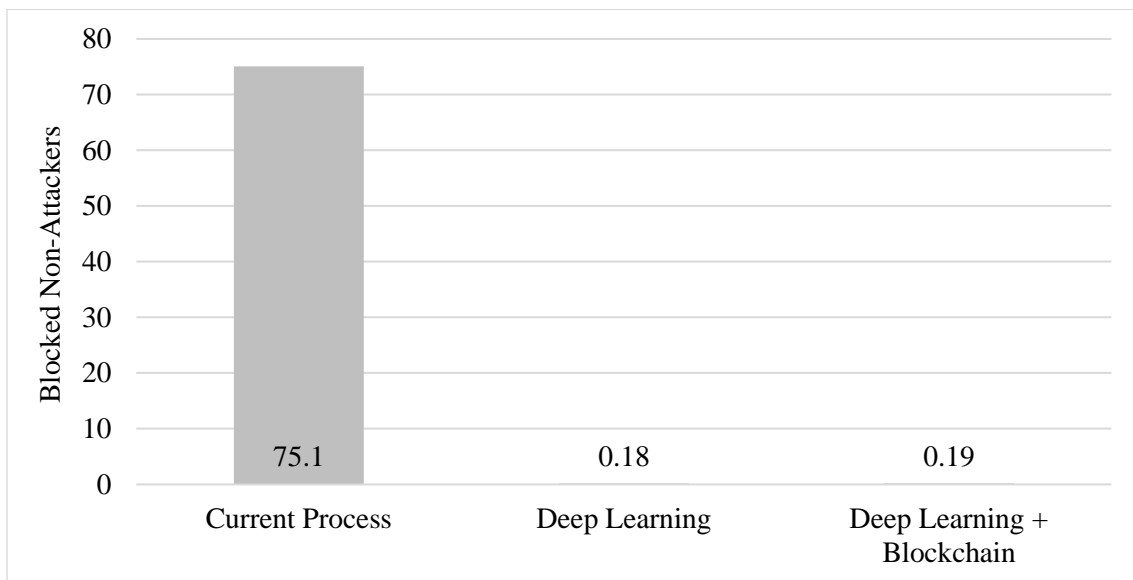 80
70
60
50
40
30
20
10
0
Blocked Non-Attackers
75.1
0.18
0.19
Current Process
Deep Learning
Deep Learning +
Blockchain